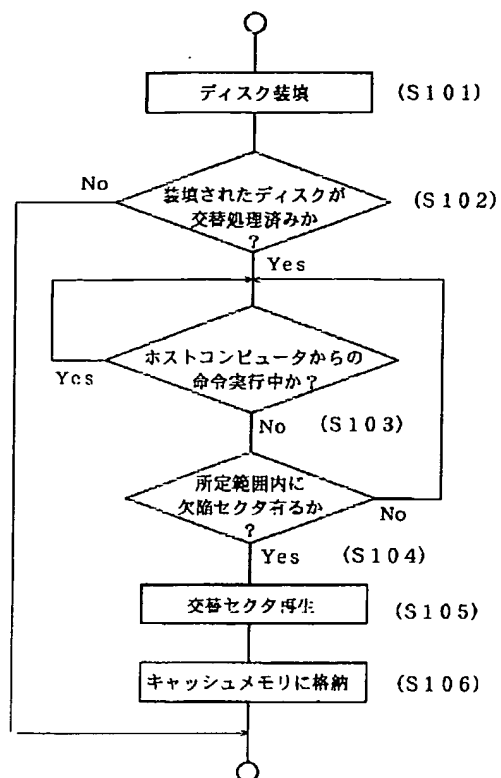 ディスク装填
(S101)
No
装填されたディスクが
交替処理済みか
?
(S102)
Yes
ホストコンピュータからの
命令実行中か?
Yes
No
(S103)
所定範囲内に
欠陥セクタ有るか
?
No
Yes
(S104)
交替セクタ再生
(S105)
キャッシュメモリに格納
(S106)